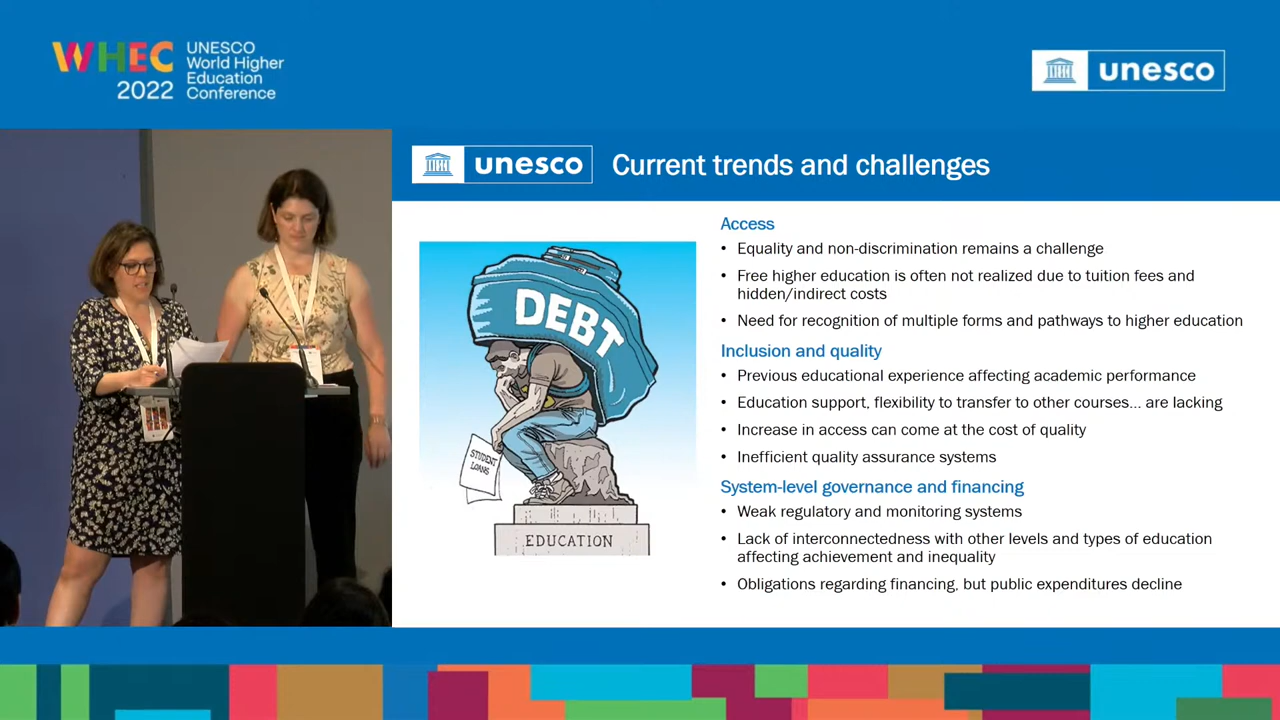 WHEC
2022
UNESCO
World Higher
Education
Conference
unesco
unesco
Current trends and challenges
DEBT
STUDENT
LOANS
EDUCATION
Access
• Equality and non-discrimination remains a challenge
• Free higher education is often not realized due to tuition fees and
hidden/indirect costs
• Need for recognition of multiple forms and pathways to higher education
Inclusion and quality
• Previous educational experience affecting academic performance
• Education support, flexibility to transfer to other courses... are lacking
• Increase in access can come at the cost of quality
• Inefficient quality assurance systems
System-level governance and financing
• Weak regulatory and monitoring systems
• Lack of interconnectedness with other levels and types of education
affecting achievement and inequality
• Obligations regarding financing, but public expenditures decline